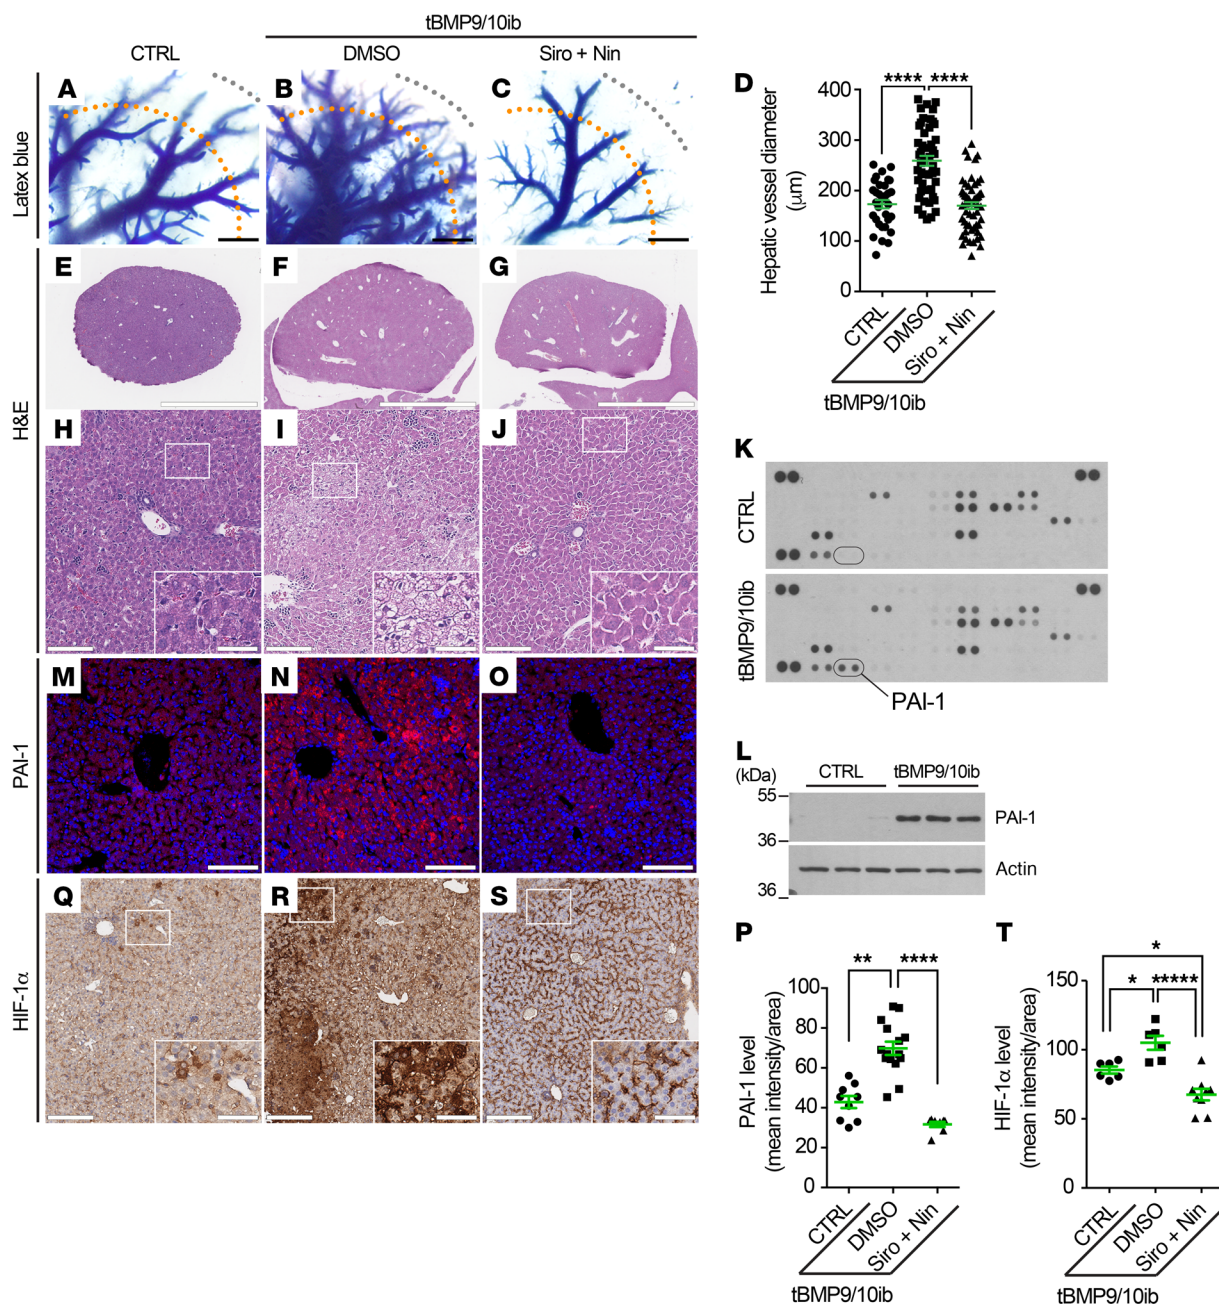 tBMP9/10ib
CTRL
DMSO
Siro + Nin
Latex blue
A
B
C
D
Hepatic vessel diameter
(μm)
400
300
200
100
0
**** ****
CTRL
DMSO
Siro + Nin
tBMP9/10ib
H&E
E
F
G
H
I
J
K
CTRL
tBMP9/10ib
PAI-1
L
(kDa)
CTRL
tBMP9/10ib
55
36
PAI-1
36
Actin
PAI-1
M
N
O
HIF-1α
Q
R
S
P
PAI-1 level
(mean intensity/area)
100
80
60
40
20
0
** ****
CTRL
DMSO
Siro + Nin
tBMP9/10ib
T
HIF-1α level
(mean intensity/area)
150
100
50
0
*
* *****
CTRL
DMSO
Siro + Nin
tBMP9/10ib